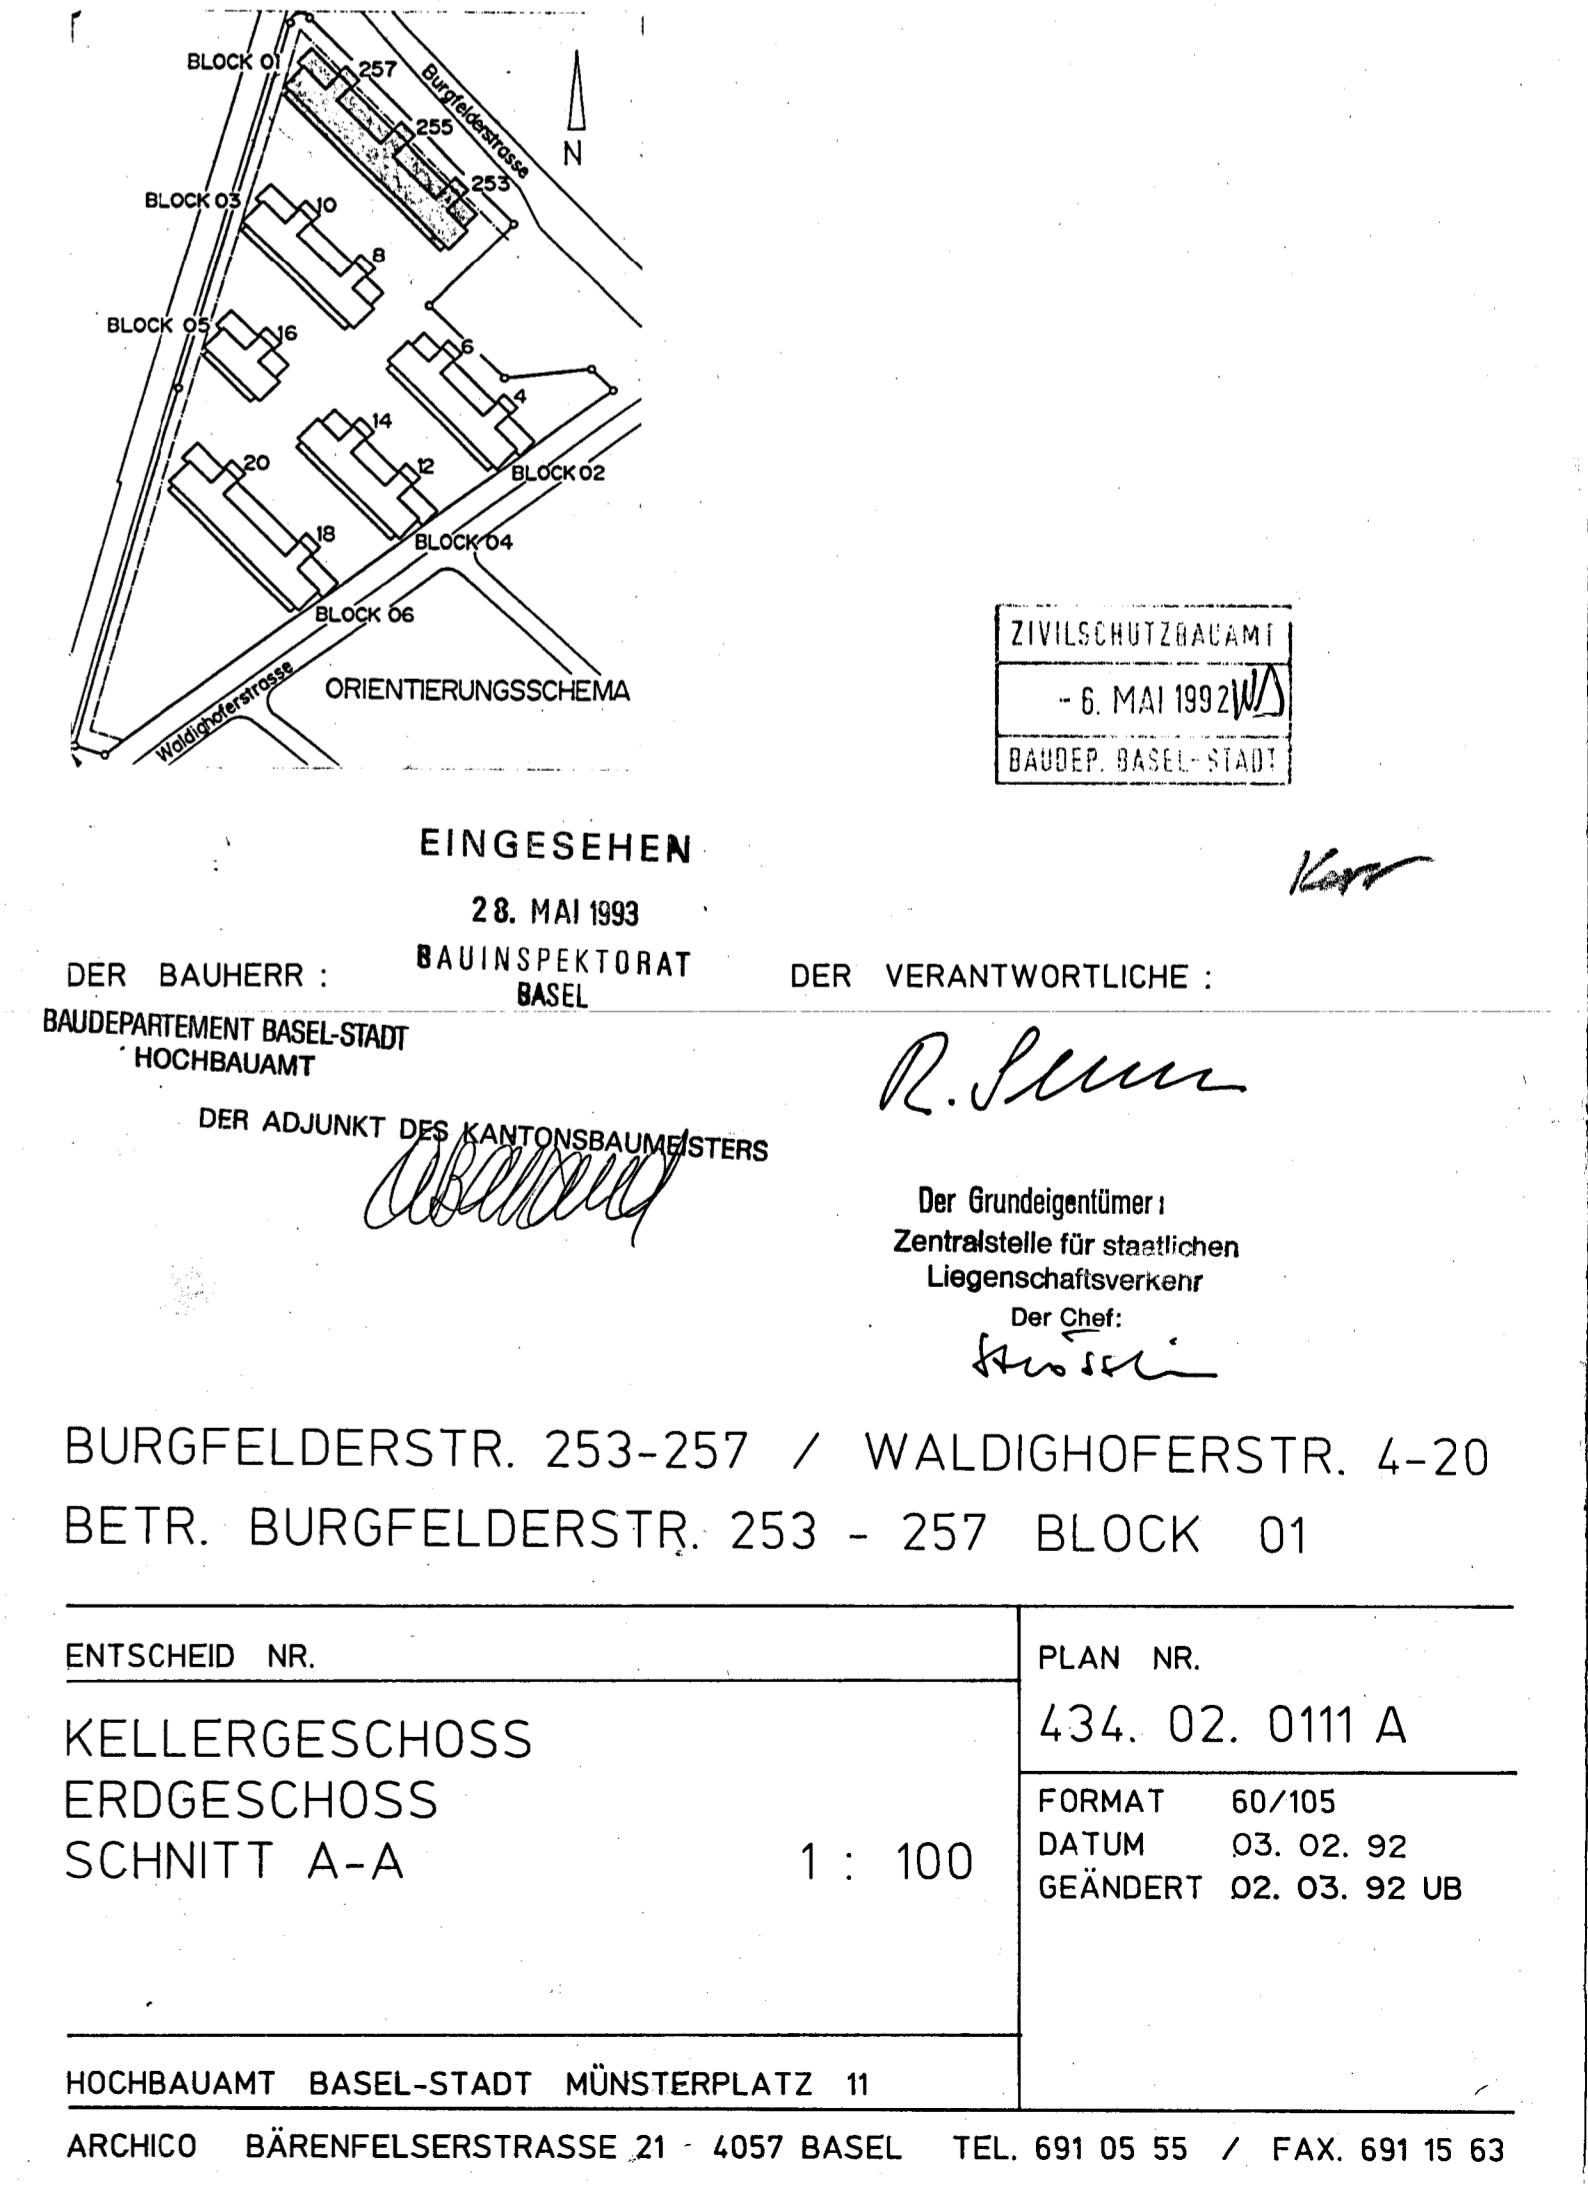 BLOCK 01
257
Burgfelderstrasse
255
N
253
BLOCK 03
10
8
BLOCK 05
16
6
4
14
12
BLOCK 02
20
18
BLOCK 04
BLOCK 06
Waldighoferstrasse
ORIENTIERUNGSSCHEMA
ZIVILSCHUTZBAUAMT
- 6. MAI 1992
BAUDEP. BASEL-STADT
EINGESEHEN
28. MAI 1993
BAUINSPEKTORAT
BASEL
DER BAUHERR :
DER VERANTWORTLICHE :
BAUDEPARTEMENT BASEL-STADT
HOCHBAUAMT
R. Senn
DER ADJUNKT DES KANTONSBAUMEISTERS
Der Grundeigentümer:
Zentralstelle für staatlichen
Liegenschaftsverkehr
Der Chef:
BURGFELDERSTR. 253-257 / WALDIGHOFERSTR. 4-20
BETR. BURGFELDERSTR. 253 - 257 BLOCK 01
ENTSCHEID NR.
KELLERGESCHOSS
ERDGESCHOSS
SCHNITT A-A 1 : 100
PLAN NR.
434. 02. 0111 A
FORMAT 60/105
DATUM 03. 02. 92
GEÄNDERT 02. 03. 92 UB
HOCHBAUAMT BASEL-STADT MÜNSTERPLATZ 11
ARCHICO BÄRENFELSERSTRASSE 21 - 4057 BASEL TEL. 691 05 55 / FAX. 691 15 63